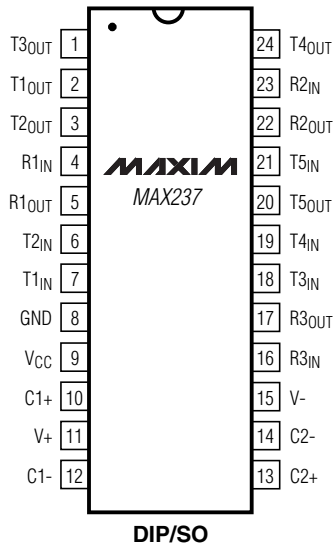 T3OUT 1 24 T4OUT
T1OUT 2 23 R2IN
T2OUT 3 22 R2OUT
R1IN 4 MAXIM 21 T5IN
R1OUT 5 MAX237 20 T5OUT
T2IN 6 19 T4IN
T1IN 7 18 T3IN
GND 8 17 R3OUT
VCC 9 16 R3IN
C1+ 10 15 V-
V+ 11 14 C2-
C1- 12 13 C2+
DIP/SO